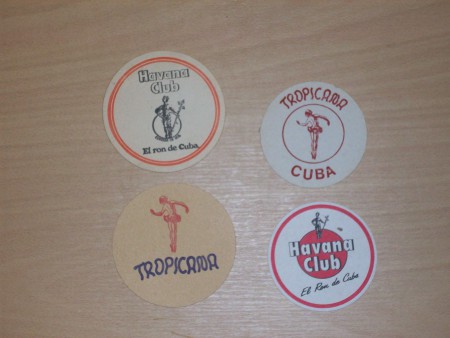 Havana
Club
El ron de Cuba
TROPICANA
CUBA
TROPICANA
Havana
Club
El Ron de Cuba